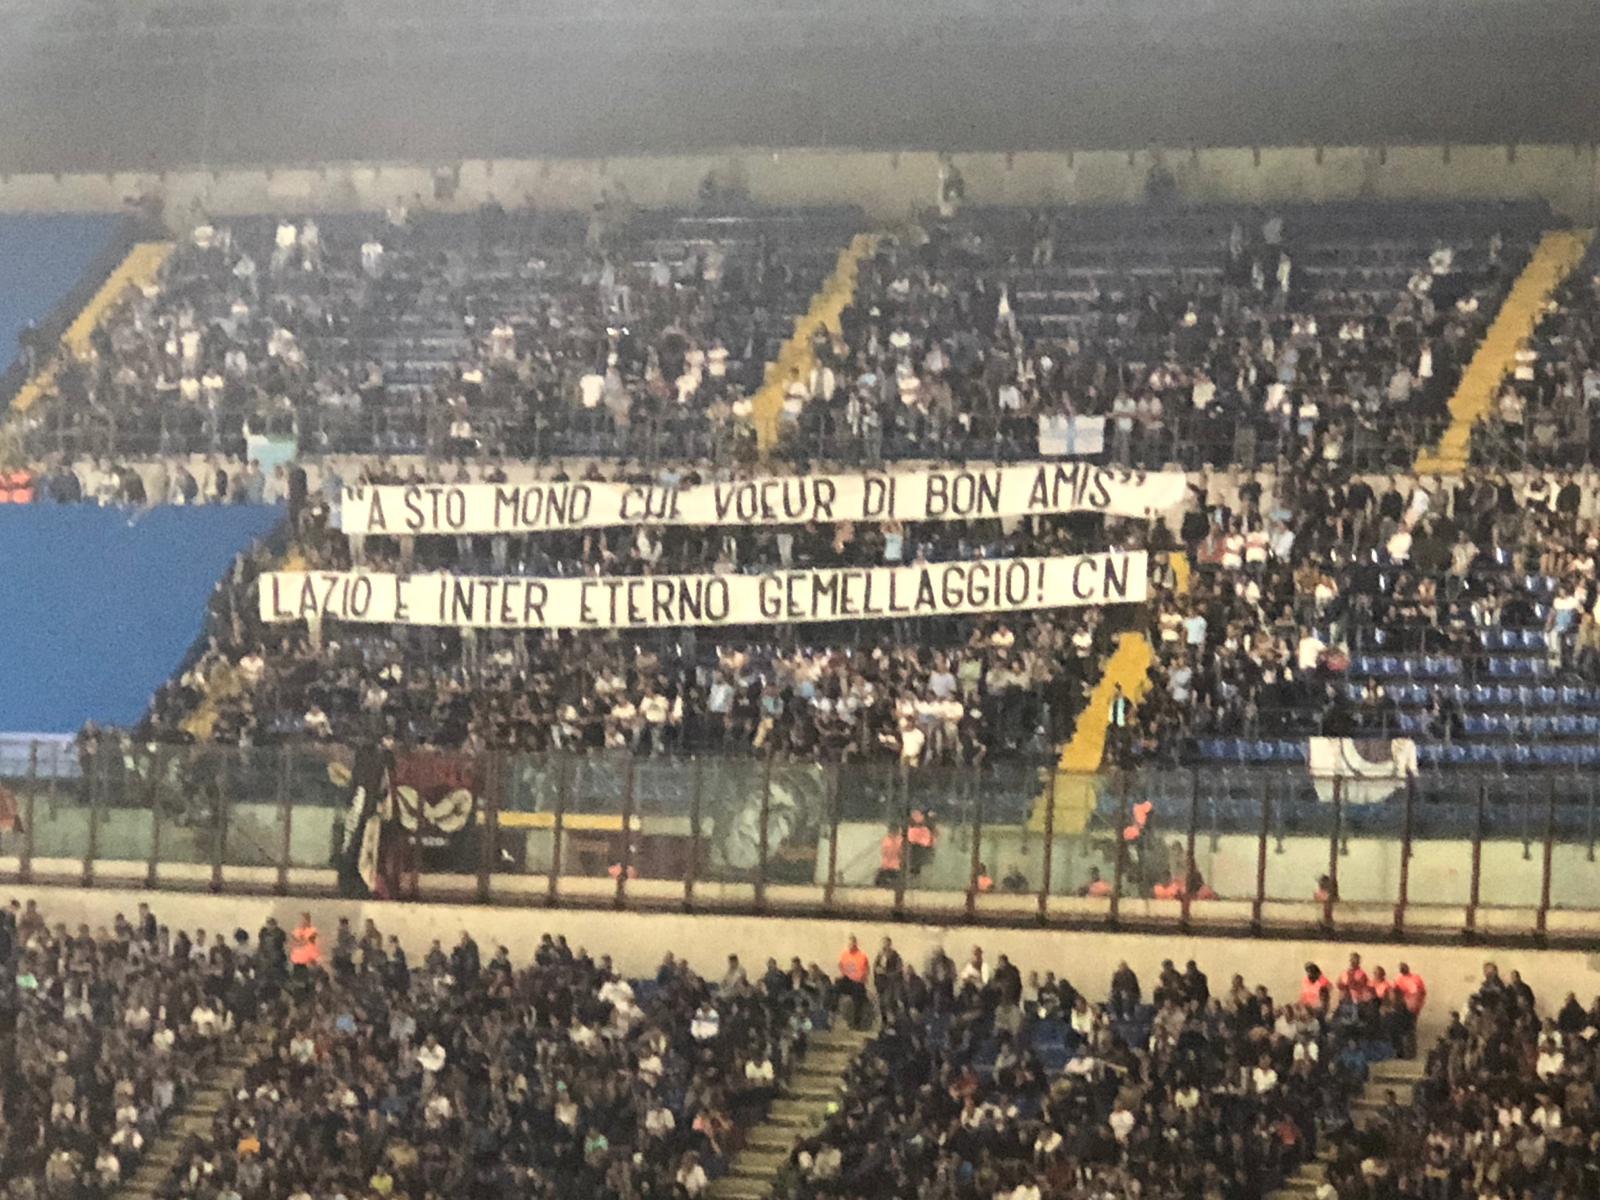 "A STO MOND CHE VOEUR DI BON AMIS"
LAZIO E INTER ETERNO GEMELLAGGIO! CN